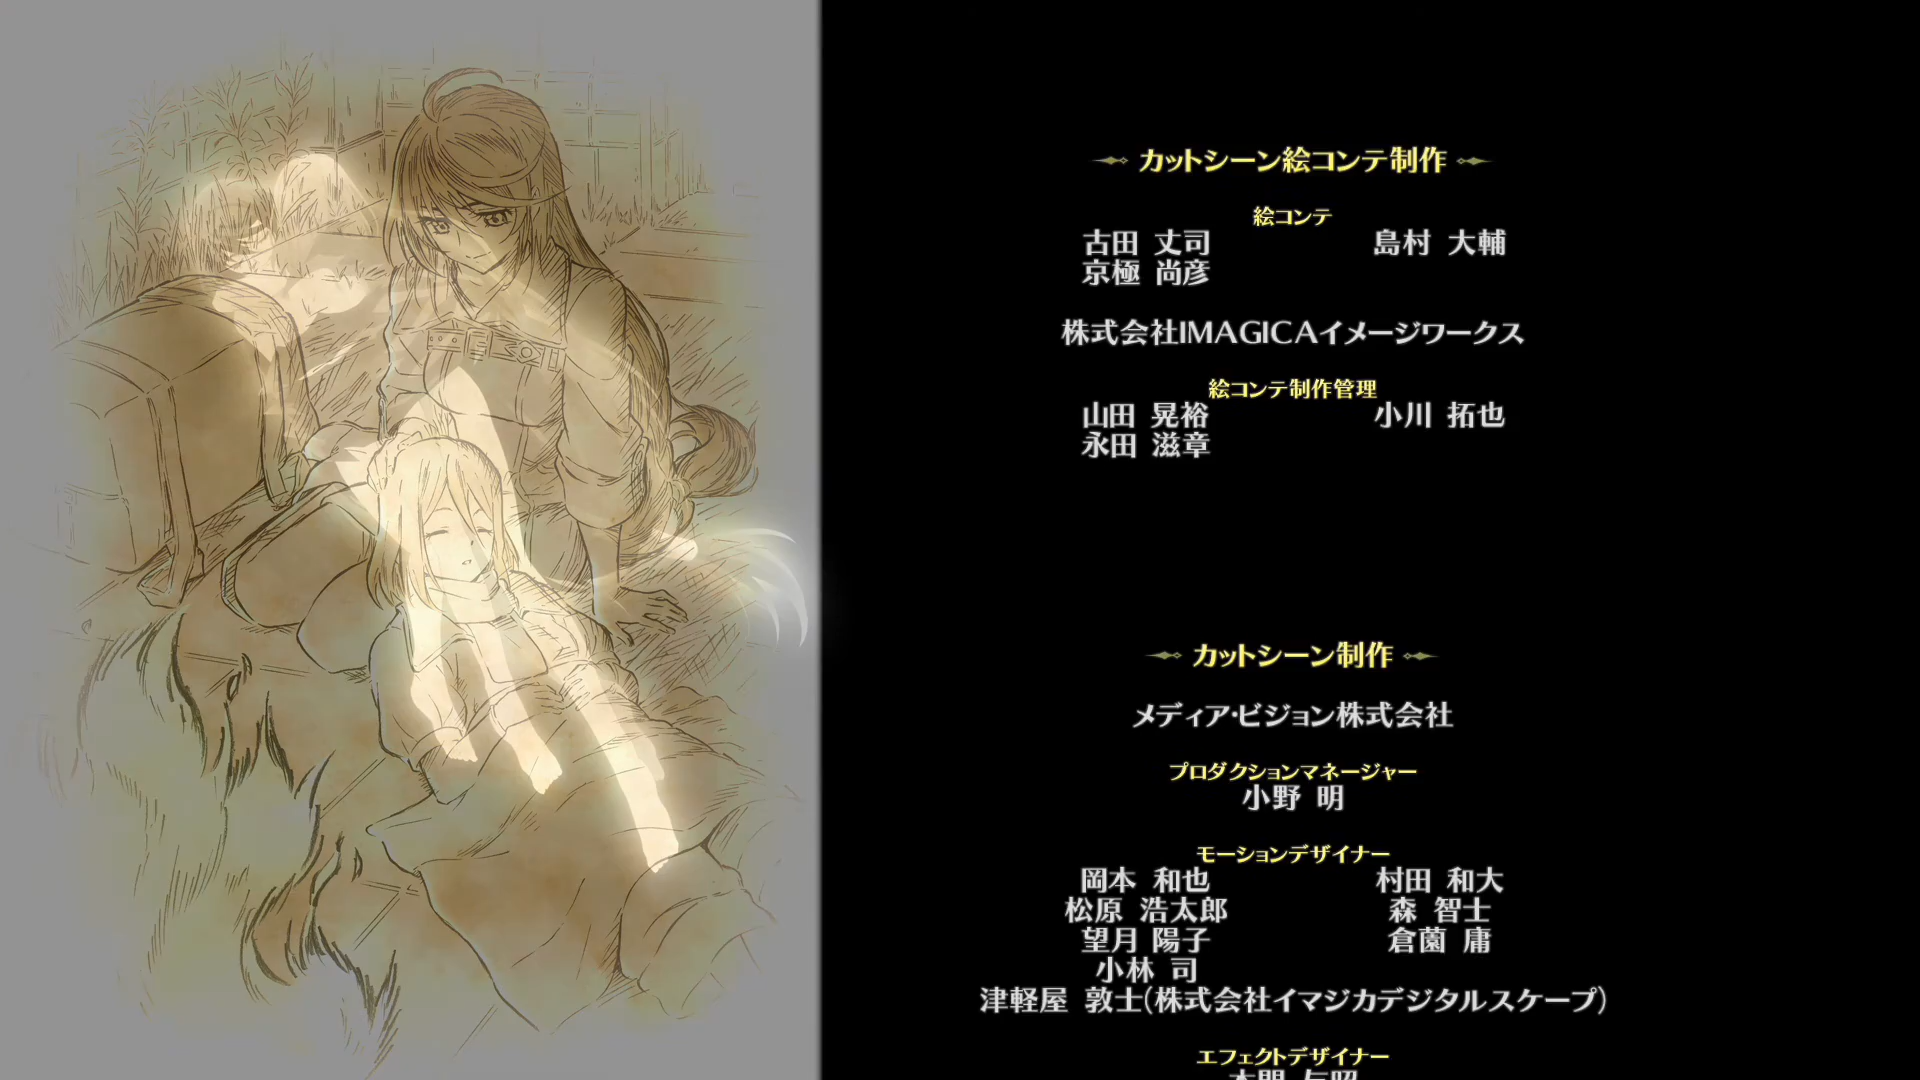 カットシーン絵コンテ制作
絵コンテ
古田 丈司 島村 大輔
京極 尚彦
株式会社IMAGICAイメージワークス
絵コンテ制作管理
山田 晃裕 小川 拓也
永田 滋章
カットシーン制作
メディア・ビジョン株式会社
プロダクションマネージャー
小野 明
モーションデザイナー
岡本 和也 村田 和大
松原 浩太郎 森 智士
望月 陽子 倉薗 庸
小林 司
津軽屋 敦士(株式会社イマジカデジタルスケープ)
エフェクトデザイナー